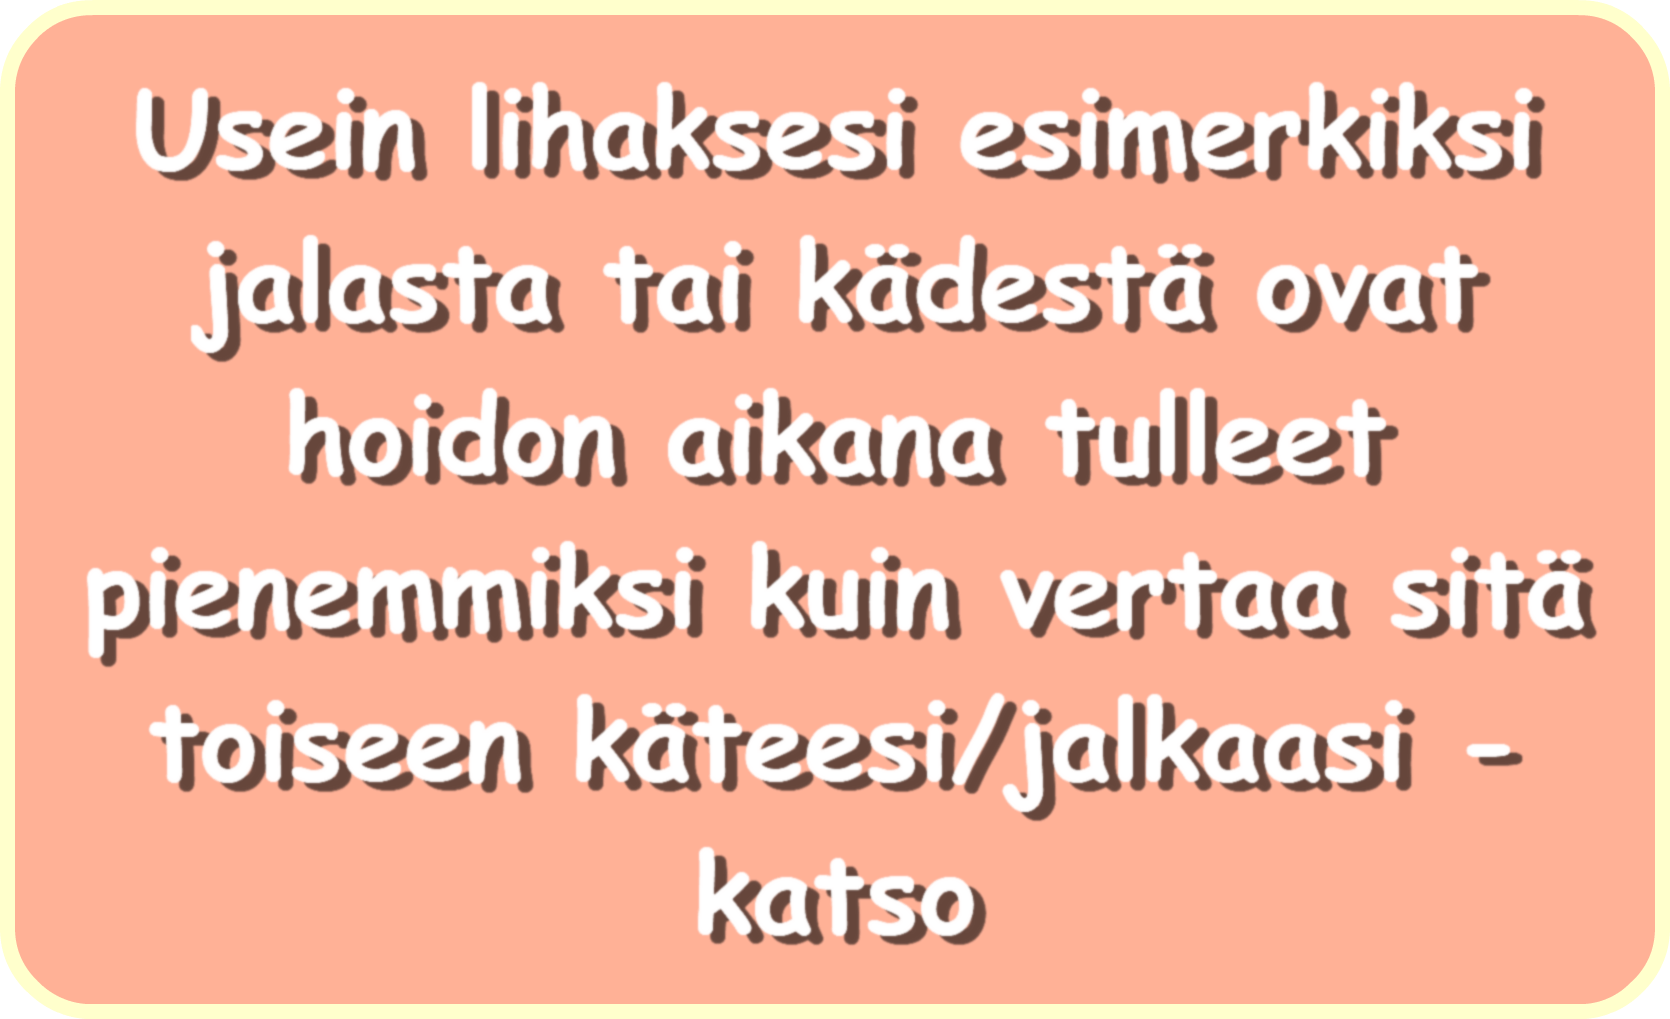 Usein lihaksesi esimerkiksi
jalasta tai kädestä ovat
hoidon aikana tulleet
pienemmiksi kuin vertaa sitä
toiseen käteesi/jalkaasi -
katso